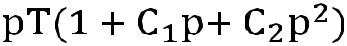 pT(1 + C₁p+ C₂p²)